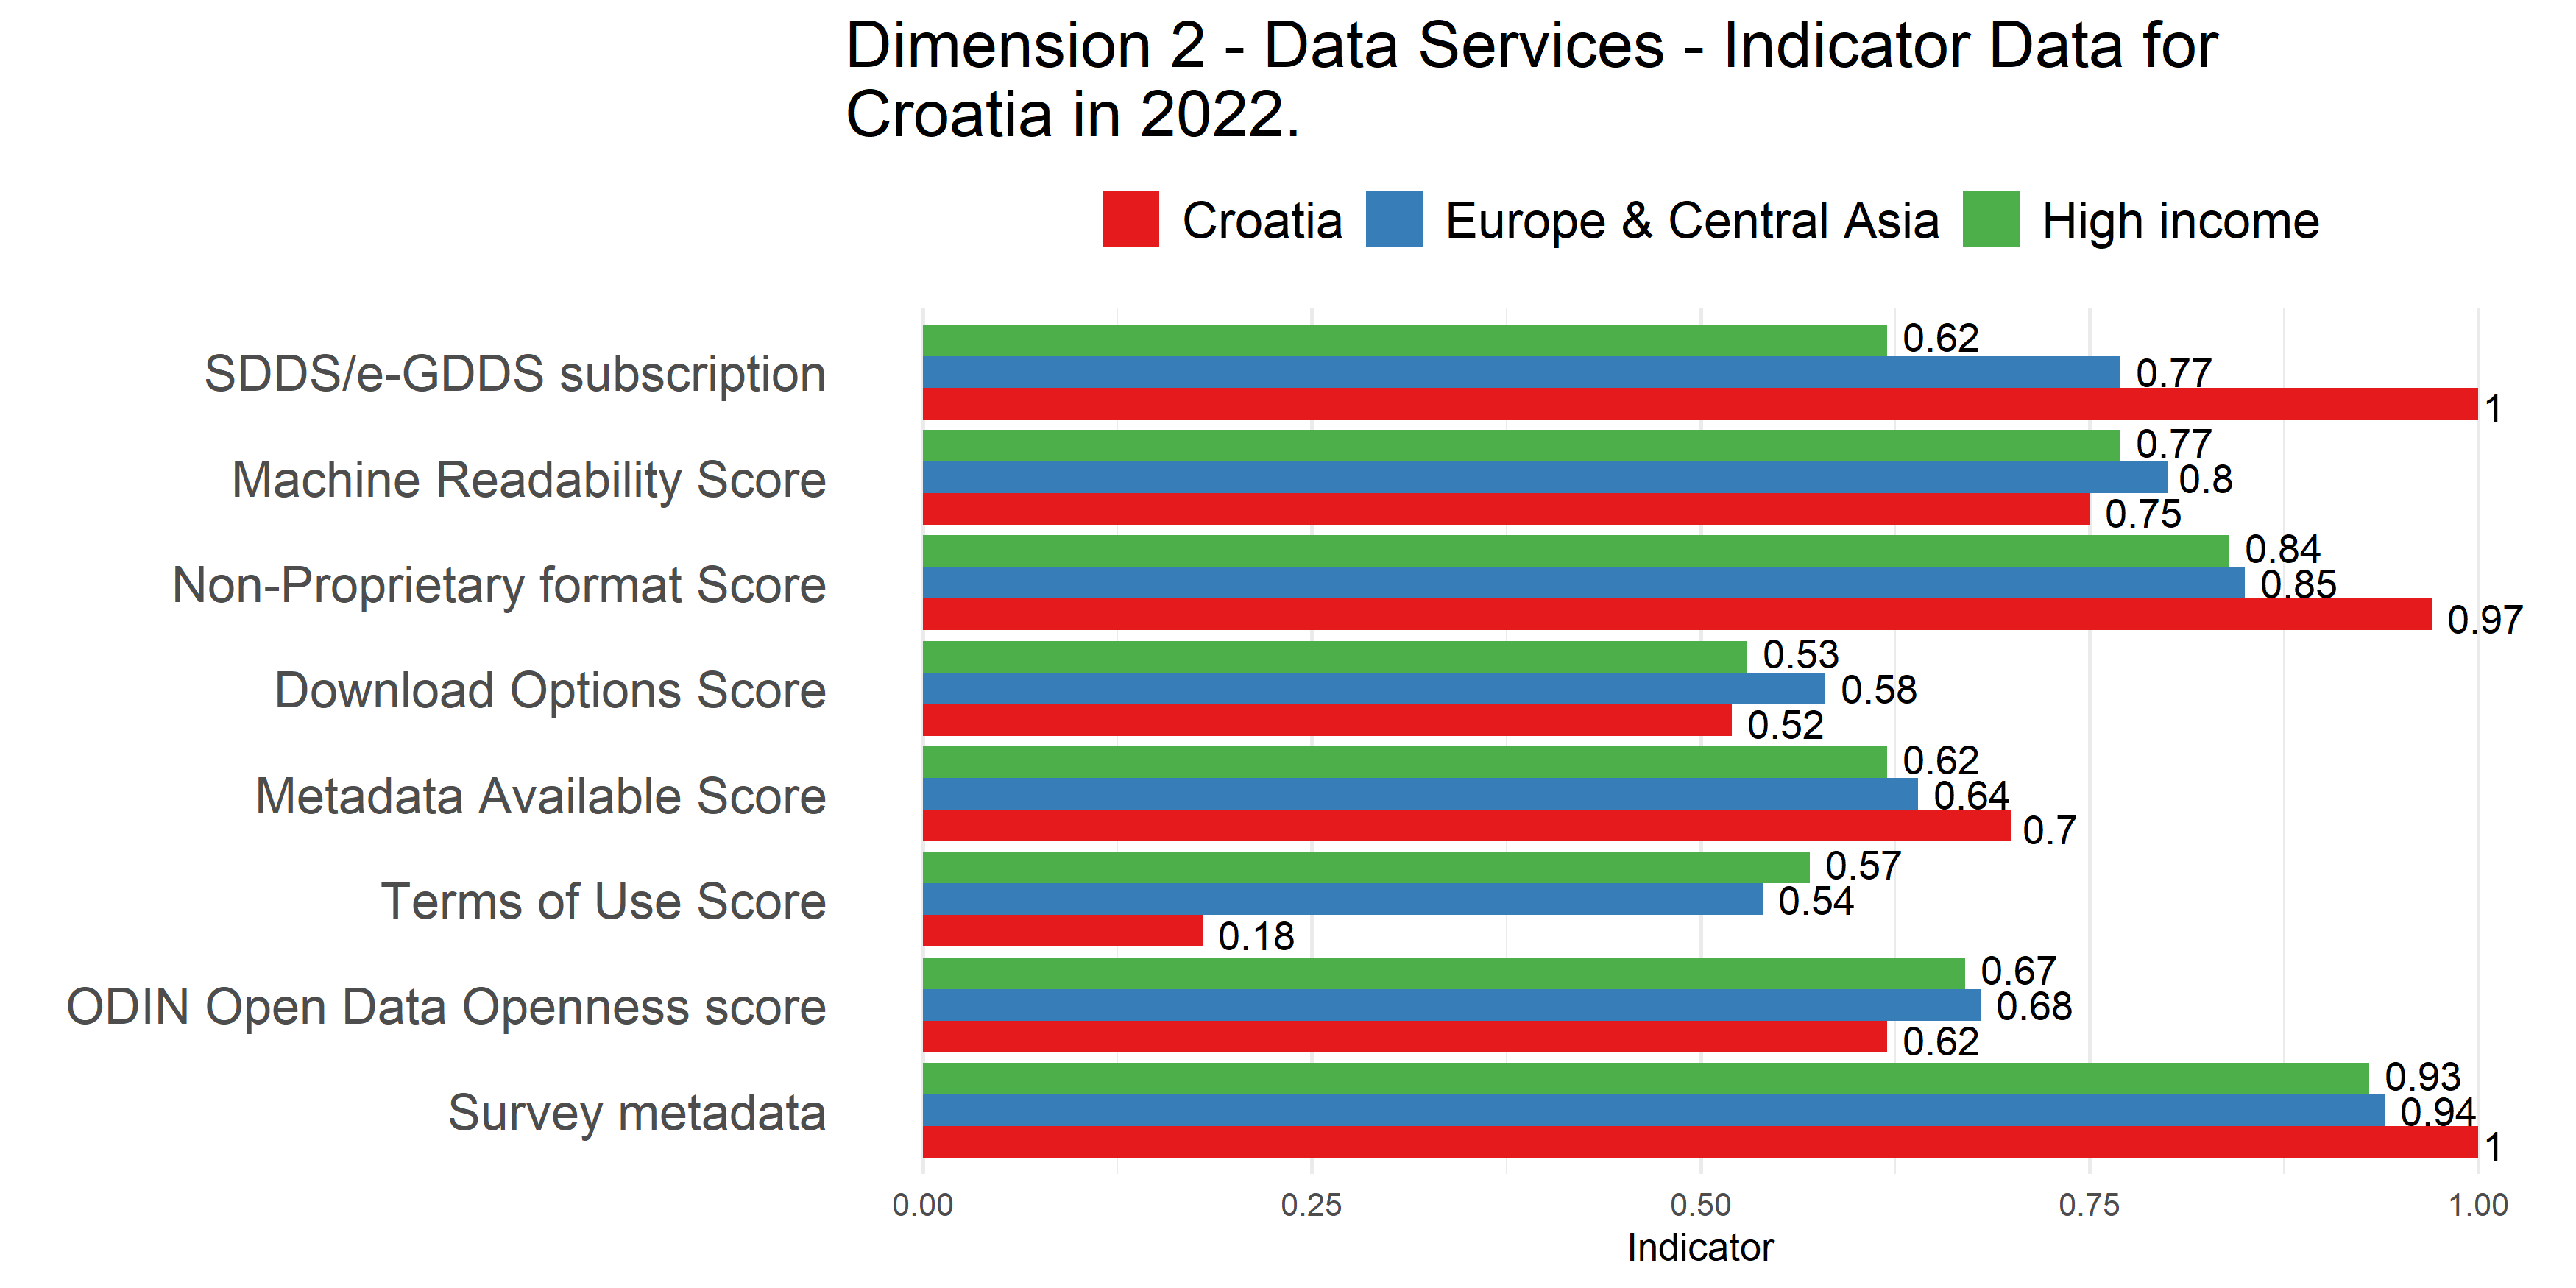 Dimension 2 - Data Services - Indicator Data for
Croatia in 2022.
Croatia Europe & Central Asia High income
SDDS/e-GDDS subscription
0.62
0.77
1
Machine Readability Score
0.77
0.8
0.75
Non-Proprietary format Score
0.84
0.85
0.97
Download Options Score
0.53
0.58
0.52
Metadata Available Score
0.62
0.64
0.7
Terms of Use Score
0.57
0.54
0.18
ODIN Open Data Openness score
0.67
0.68
0.62
Survey metadata
0.93
0.94
1
0.00 0.25 0.50 0.75 1.00
Indicator